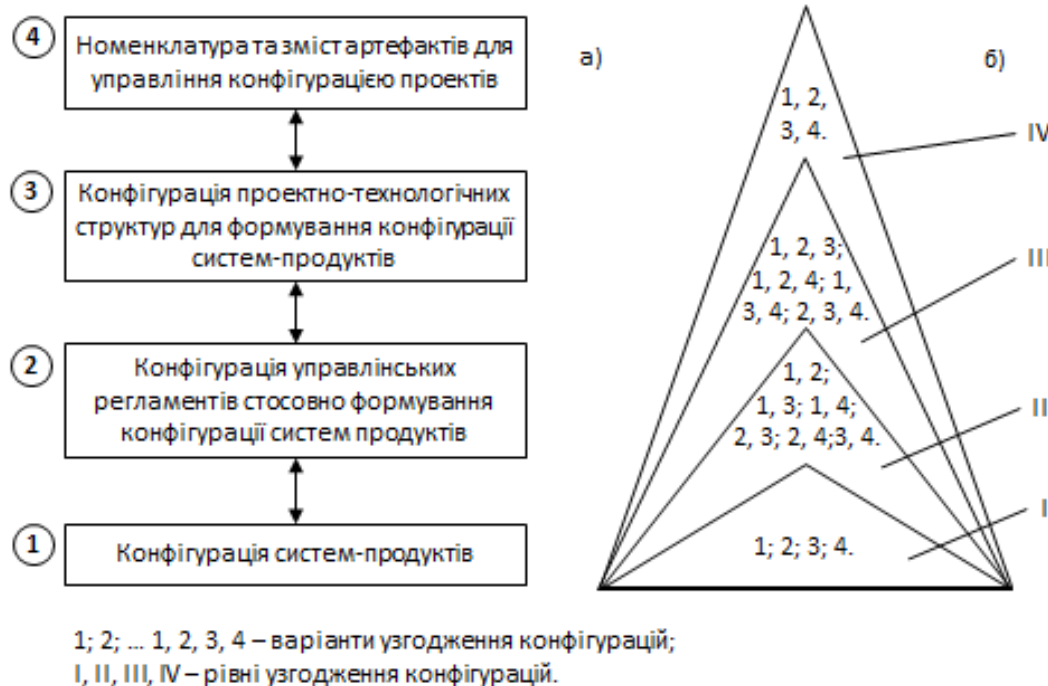 4
Номенклатура та зміст артефактів для
управління конфігурацією проектів
3
Конфігурація проектно-технологічних
структур для формування конфігурації
систем-продуктів
2
Конфігурація управлінських
регламентів стосовно формування
конфігурації систем продуктів
1
Конфігурація систем-продуктів
а)
б)
1, 2,
3, 4.
IV
1, 2, 3;
1, 2, 4; 1,
3, 4; 2, 3, 4.
III
1, 2;
1, 3; 1, 4;
2, 3; 2, 4;3, 4.
II
1; 2; 3; 4.
I
1; 2; ... 1, 2, 3, 4 – варіанти узгодження конфігурацій;
I, II, III, IV – рівні узгодження конфігурацій.